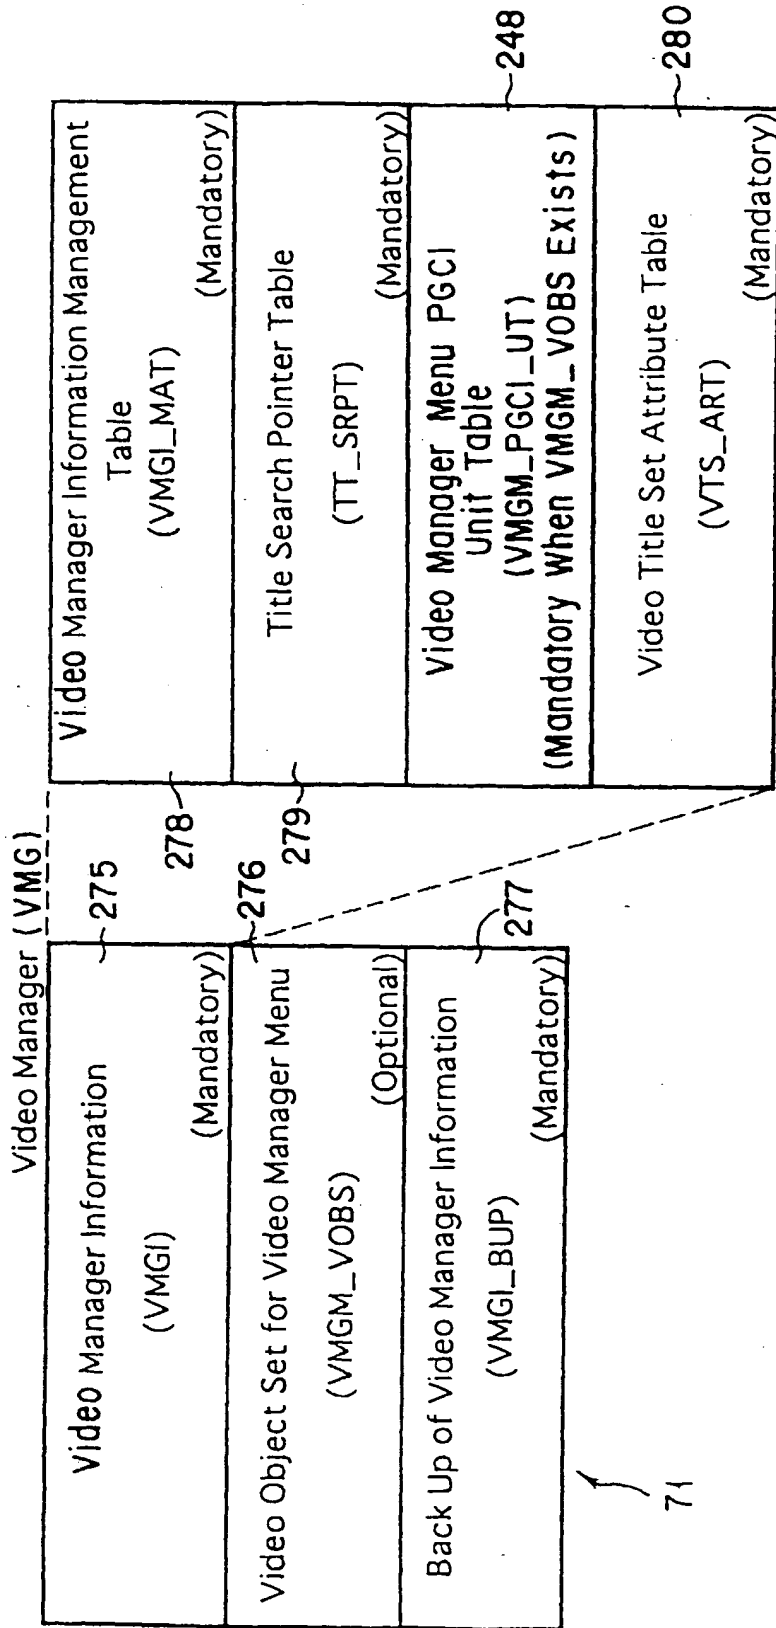 Video Manager (VMG)
Video Manager Information
(VMGI)
(Mandatory)
275
Video Object Set for Video Manager Menu
(VMGM_VOBS)
(Optional)
276
Back Up of Video Manager Information
(VMGI_BUP)
(Mandatory)
277
71
Video Manager Information Management
Table
(VMGI_MAT)
(Mandatory)
278
Title Search Pointer Table
(TT_SRPT)
(Mandatory)
279
Video Manager Menu PGCI
Unit Table
(VMGM_PGCI_UT)
(Mandatory When VMGM_VOBS Exists)
248
Video Title Set Attribute Table
(VTS_ART)
(Mandatory)
280